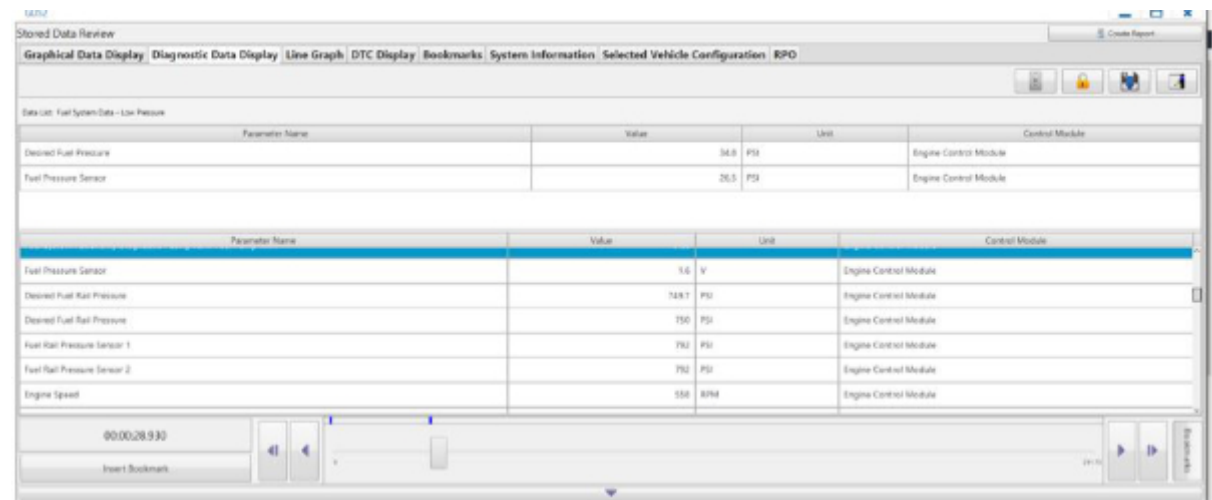 GDS2
Stored Data Review
Create Report
Graphical Data Display Diagnostic Data Display Line Graph DTC Display Bookmarks System Information Selected Vehicle Configuration RPO
Data List: Fuel System Data - Low Pressure
Parameter Name Value Unit Control Module
Desired Fuel Pressure 34.8 PSI Engine Control Module
Fuel Pressure Sensor 26.5 PSI Engine Control Module
Parameter Name Value Unit Control Module
Fuel Pressure Sensor 1.6 V Engine Control Module
Desired Fuel Rail Pressure 749.7 PSI Engine Control Module
Desired Fuel Rail Pressure 750 PSI Engine Control Module
Fuel Rail Pressure Sensor 1 792 PSI Engine Control Module
Fuel Rail Pressure Sensor 2 792 PSI Engine Control Module
Engine Speed 550 RPM Engine Control Module
00:00:28.930
Insert Bookmark
Bookmarks